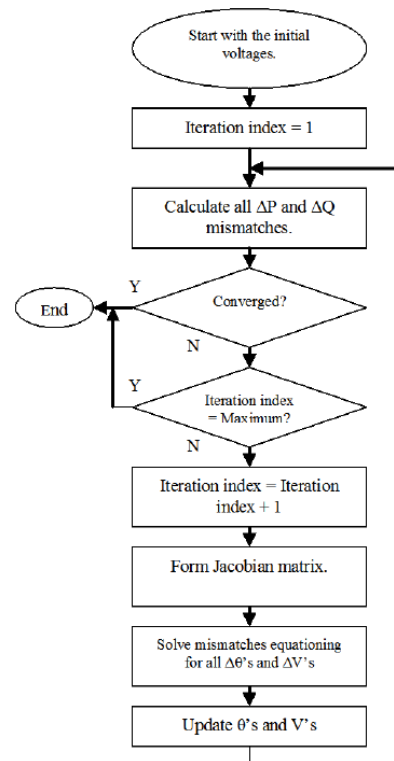 Start with the initial
voltages.
Iteration index = 1
Calculate all ΔP and ΔQ
mismatches.
Y
Converged?
End
N
Y
Iteration index
= Maximum?
N
Iteration index = Iteration
index + 1
Form Jacobian matrix.
Solve mismatches equationing
for all Δθ's and ΔV's
Update θ's and V's